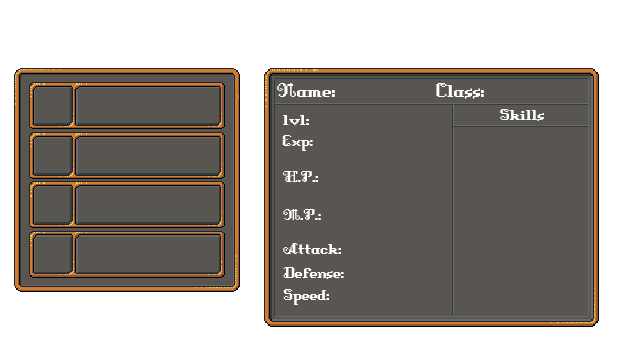 Name: Class:
Skills
lvl:
Exp:
H.P.:
M.P.:
Attack:
Defense:
Speed: